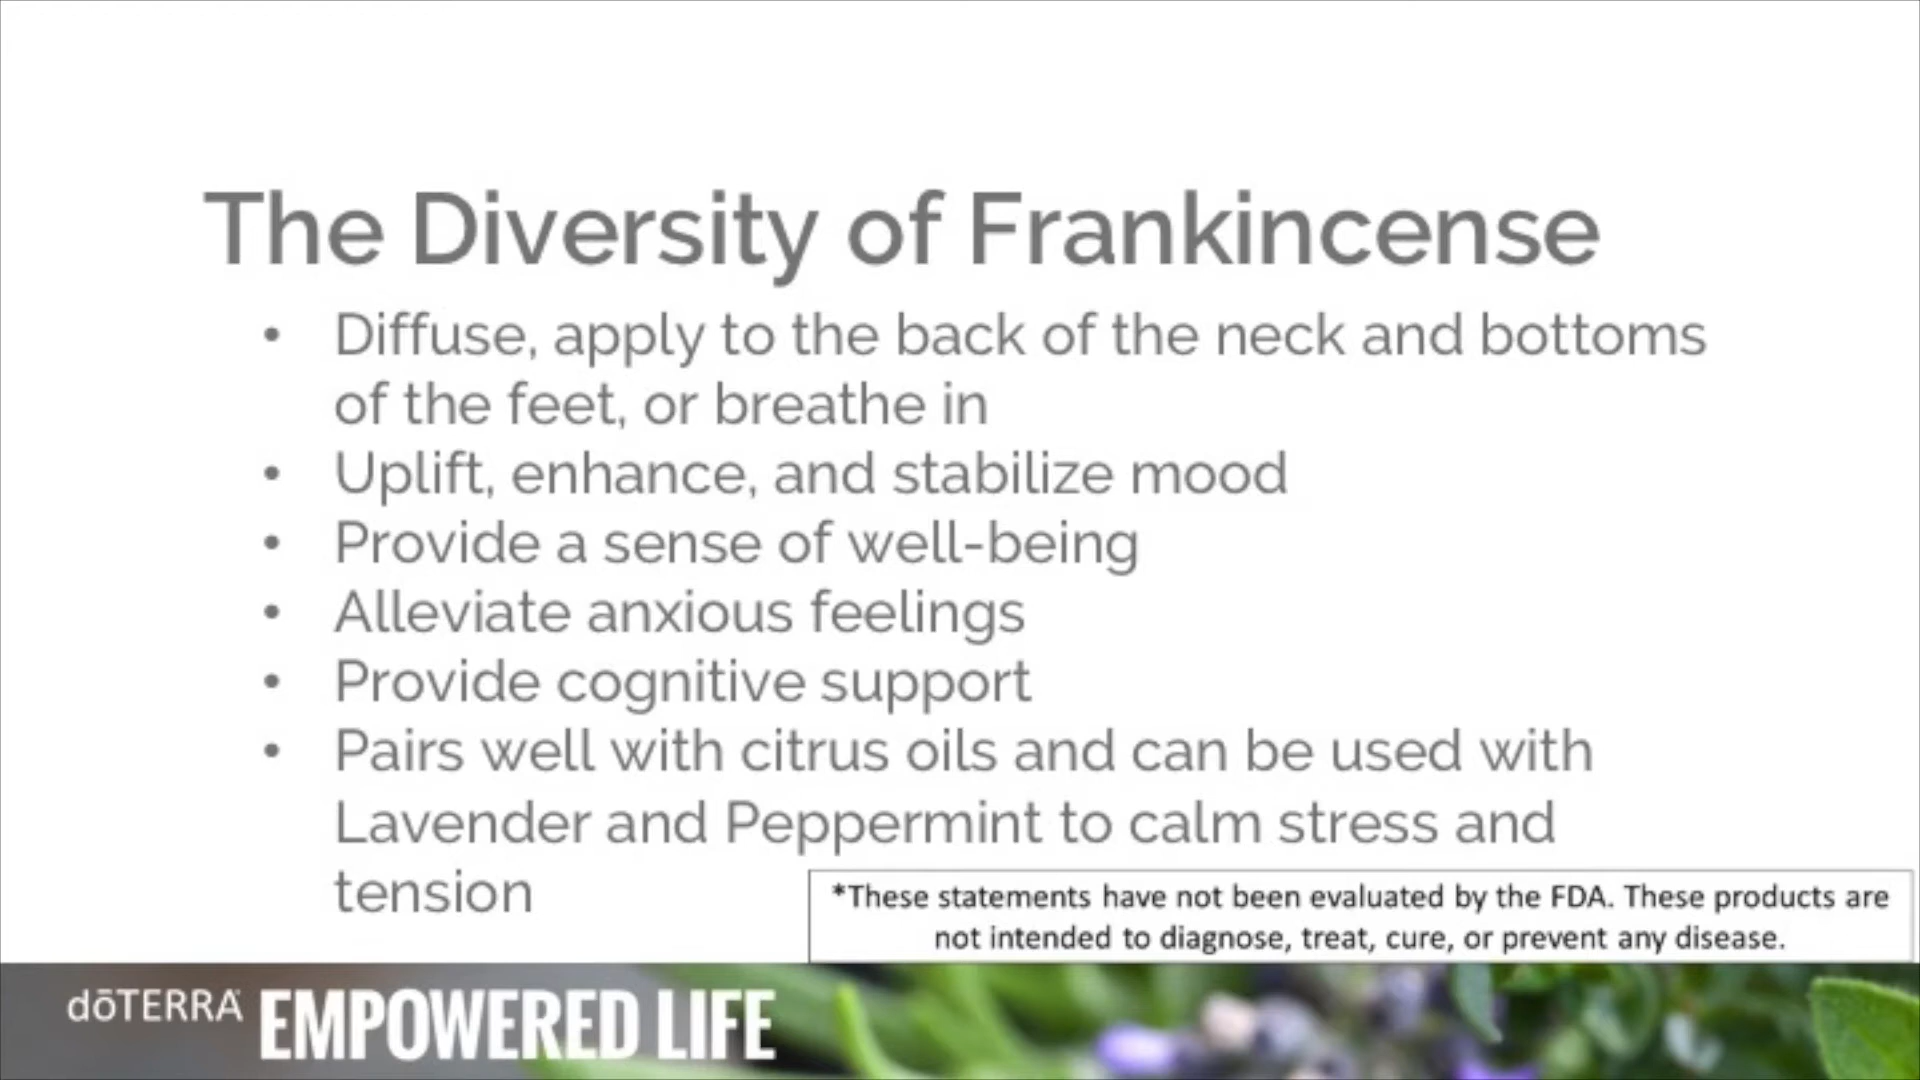 The Diversity of Frankincense
• Diffuse, apply to the back of the neck and bottoms
of the feet, or breathe in
• Uplift, enhance, and stabilize mood
• Provide a sense of well-being
• Alleviate anxious feelings
• Provide cognitive support
• Pairs well with citrus oils and can be used with
Lavender and Peppermint to calm stress and
tension
*These statements have not been evaluated by the FDA. These products are
not intended to diagnose, treat, cure, or prevent any disease.
dōTERRA EMPOWERED LIFE